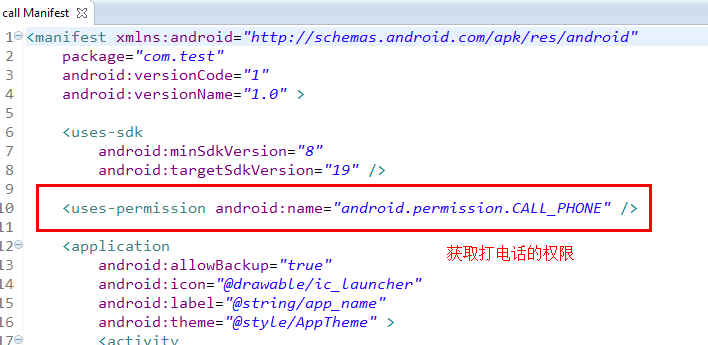 call Manifest
1 <manifest xmlns:android="http://schemas.android.com/apk/res/android"
2 package="com.test"
3 android:versionCode="1"
4 android:versionName="1.0" >
5
6 <uses-sdk
7 android:minSdkVersion="8"
8 android:targetSdkVersion="19" />
9
10 <uses-permission android:name="android.permission.CALL_PHONE" />
11
12 <application
13 android:allowBackup="true"
获取打电话的权限
14 android:icon="@drawable/ic_launcher"
15 android:label="@string/app_name"
16 android:theme="@style/AppTheme" >
17 <activity